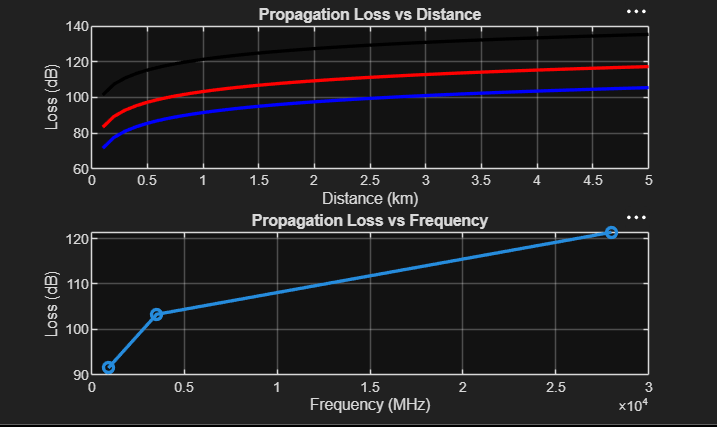 Propagation Loss vs Distance
140
120
100
80
60
Loss (dB)
0 0.5 1 1.5 2 2.5 3 3.5 4 4.5 5
Distance (km)
Propagation Loss vs Frequency
120
110
100
90
Loss (dB)
0 0.5 1 1.5 2 2.5 3
Frequency (MHz)
×10⁴